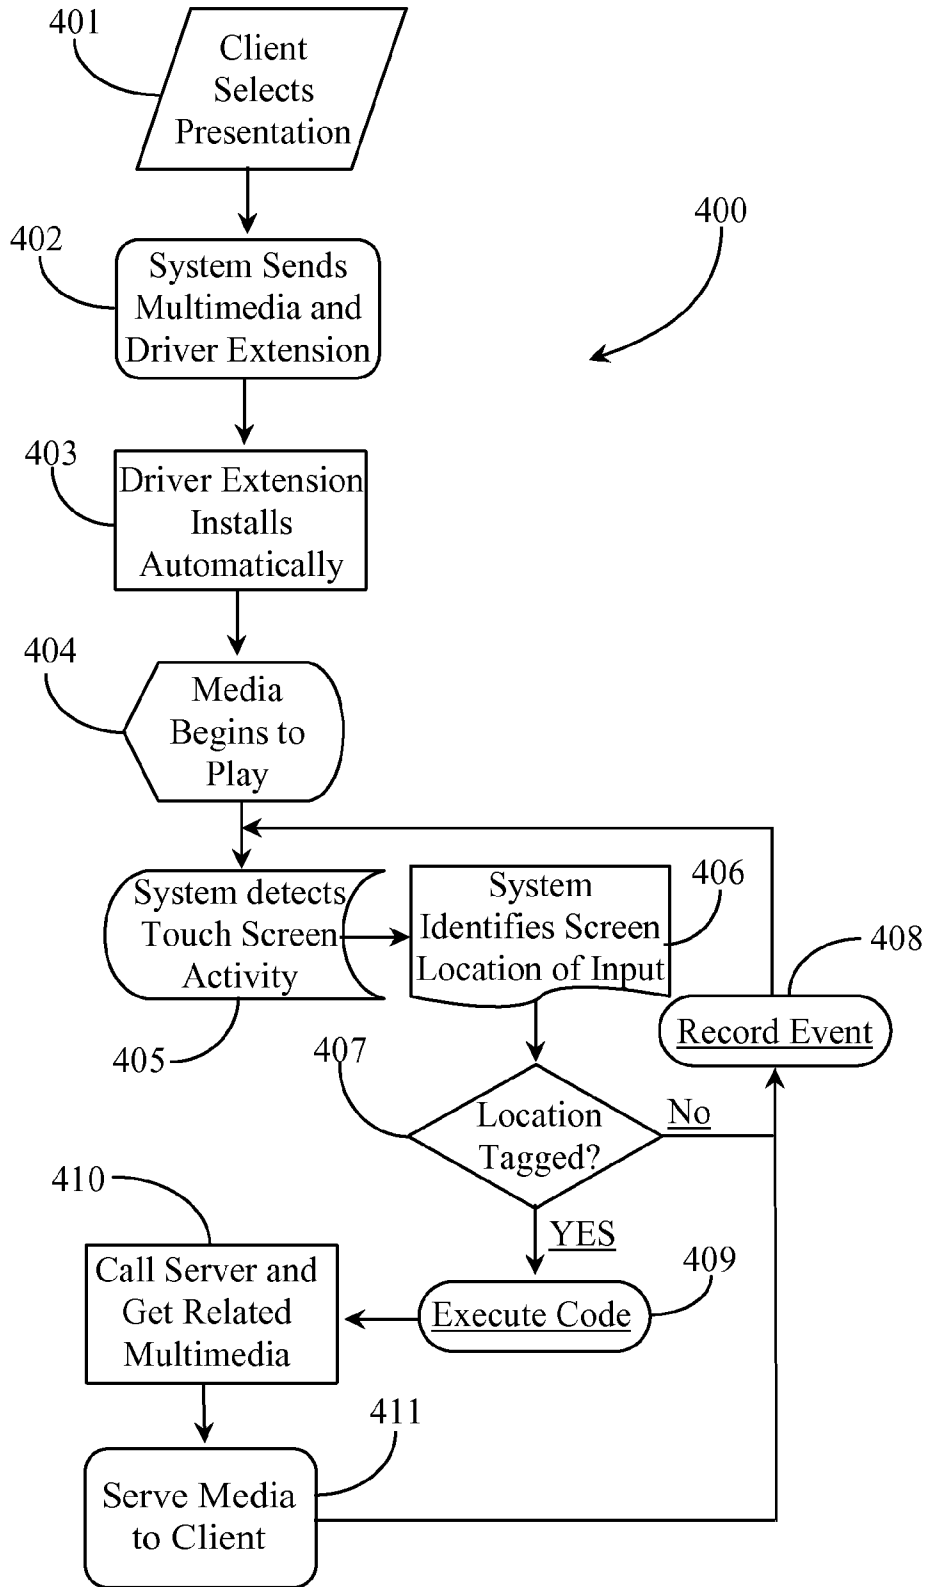 401
Client
Selects
Presentation
400
402
System Sends
Multimedia and
Driver Extension
403
Driver Extension
Installs
Automatically
404
Media
Begins to
Play
System detects
Touch Screen
Activity
405
System
Identifies Screen
Location of Input
406
408
Record Event
407
Location
Tagged?
No
YES
409
Execute Code
410
Call Server and
Get Related
Multimedia
411
Serve Media
to Client